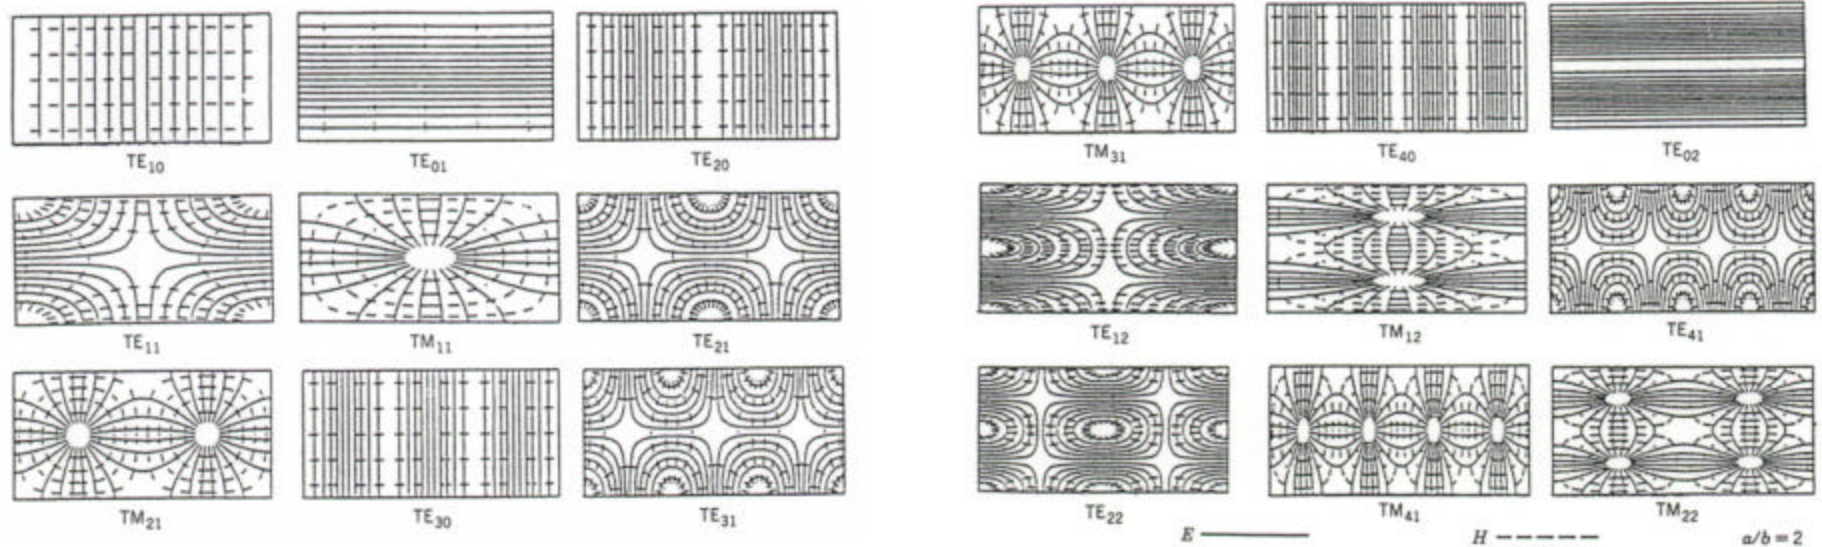 TE₁₀ TE₀₁ TE₂₀
TE₁₁ TM₁₁ TE₂₁
TM₂₁ TE₃₀ TE₃₁
TM₃₁ TE₄₀ TE₀₂
TE₁₂ TM₁₂ TE₄₁
TE₂₂ TM₄₁ TM₂₂
E H a/b = 2